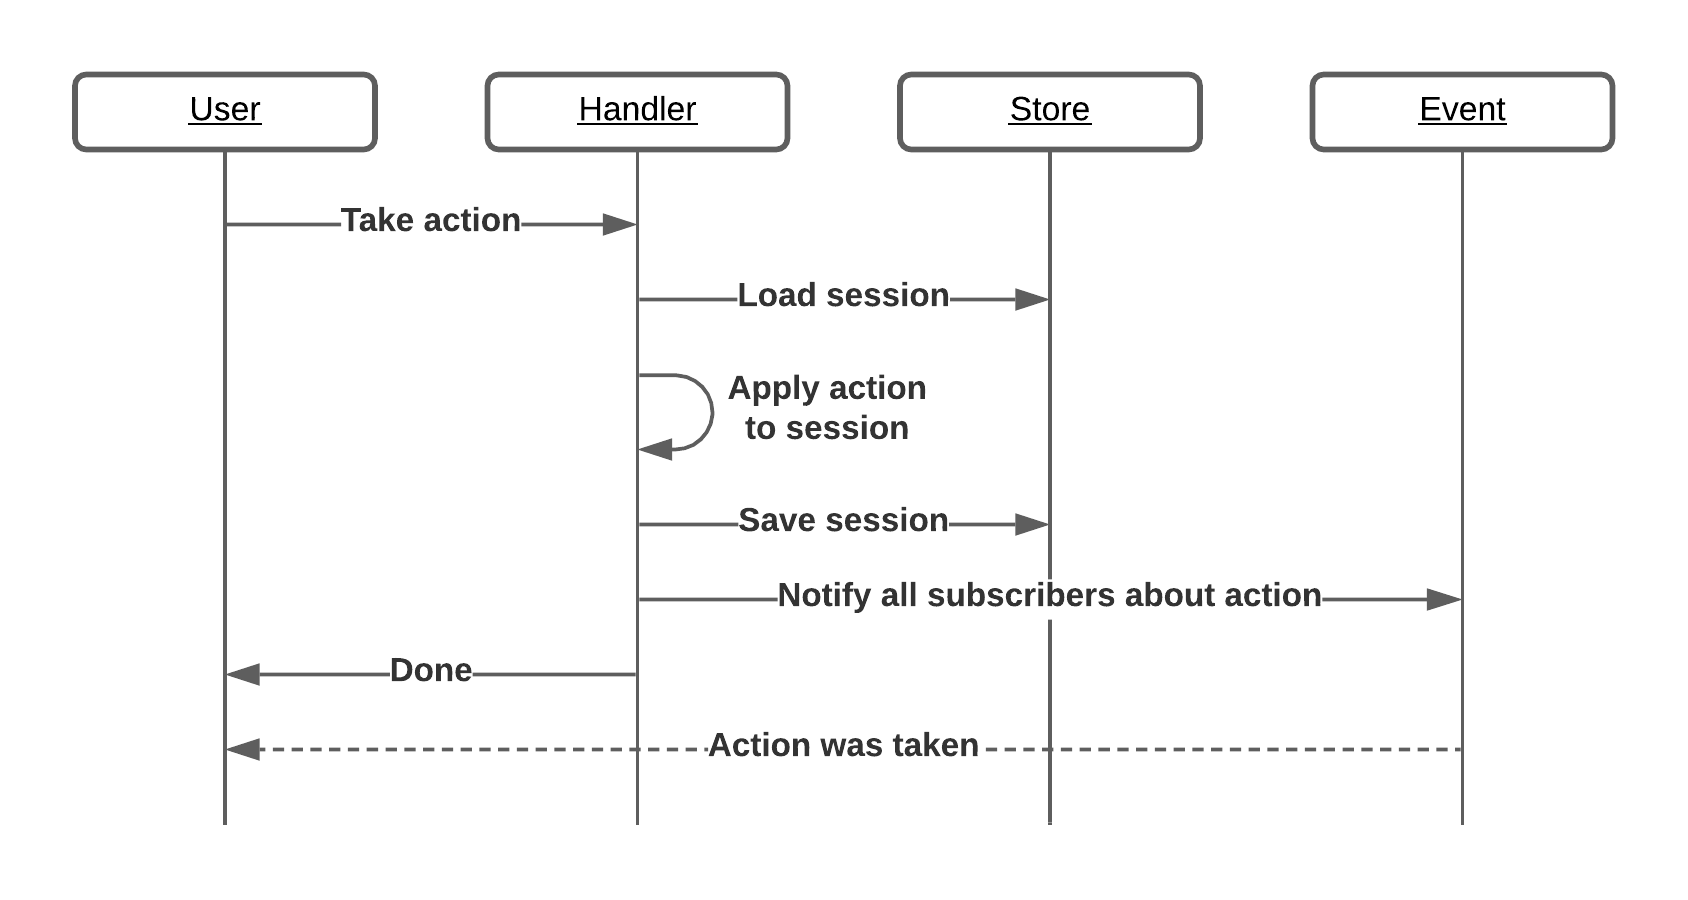 User
Handler
Store
Event
Take action
Load session
Apply action
to session
Save session
Notify all subscribers about action
Done
Action was taken